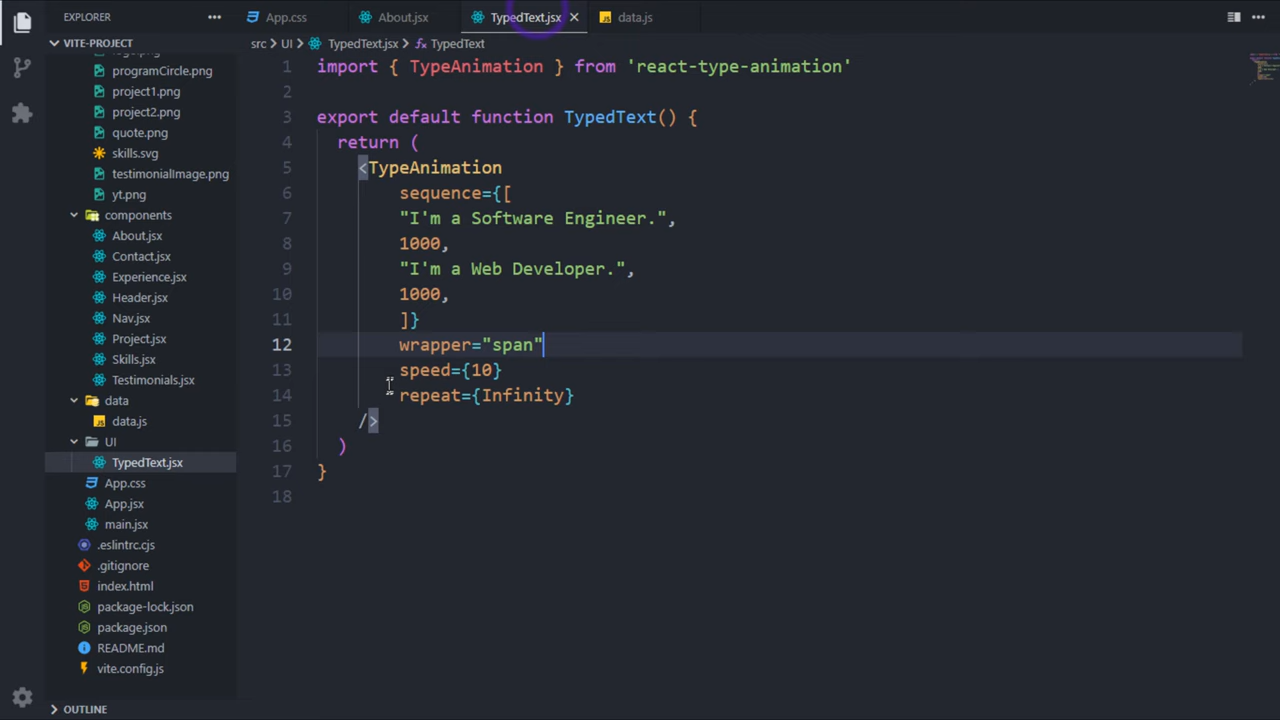 EXPLORER
App.css
About.jsx
TypedText.jsx
data.js
VITE-PROJECT
src > UI > TypedText.jsx > TypedText
programCircle.png
project1.png
project2.png
quote.png
skills.svg
testimonialImage.png
yt.png
components
About.jsx
Contact.jsx
Experience.jsx
Header.jsx
Nav.jsx
Project.jsx
Skills.jsx
Testimonials.jsx
data
data.js
UI
TypedText.jsx
App.css
App.jsx
main.jsx
.eslintrc.cjs
.gitignore
index.html
package-lock.json
package.json
README.md
vite.config.js
OUTLINE
1 import { TypeAnimation } from 'react-type-animation'
2
3 export default function TypedText() {
4 return (
5 <TypeAnimation
6 sequence={[
7 "I'm a Software Engineer.",
8 1000,
9 "I'm a Web Developer.",
10 1000,
11 ]}
12 wrapper="span"
13 speed={10}
14 repeat={Infinity}
15 />
16 )
17 }
18